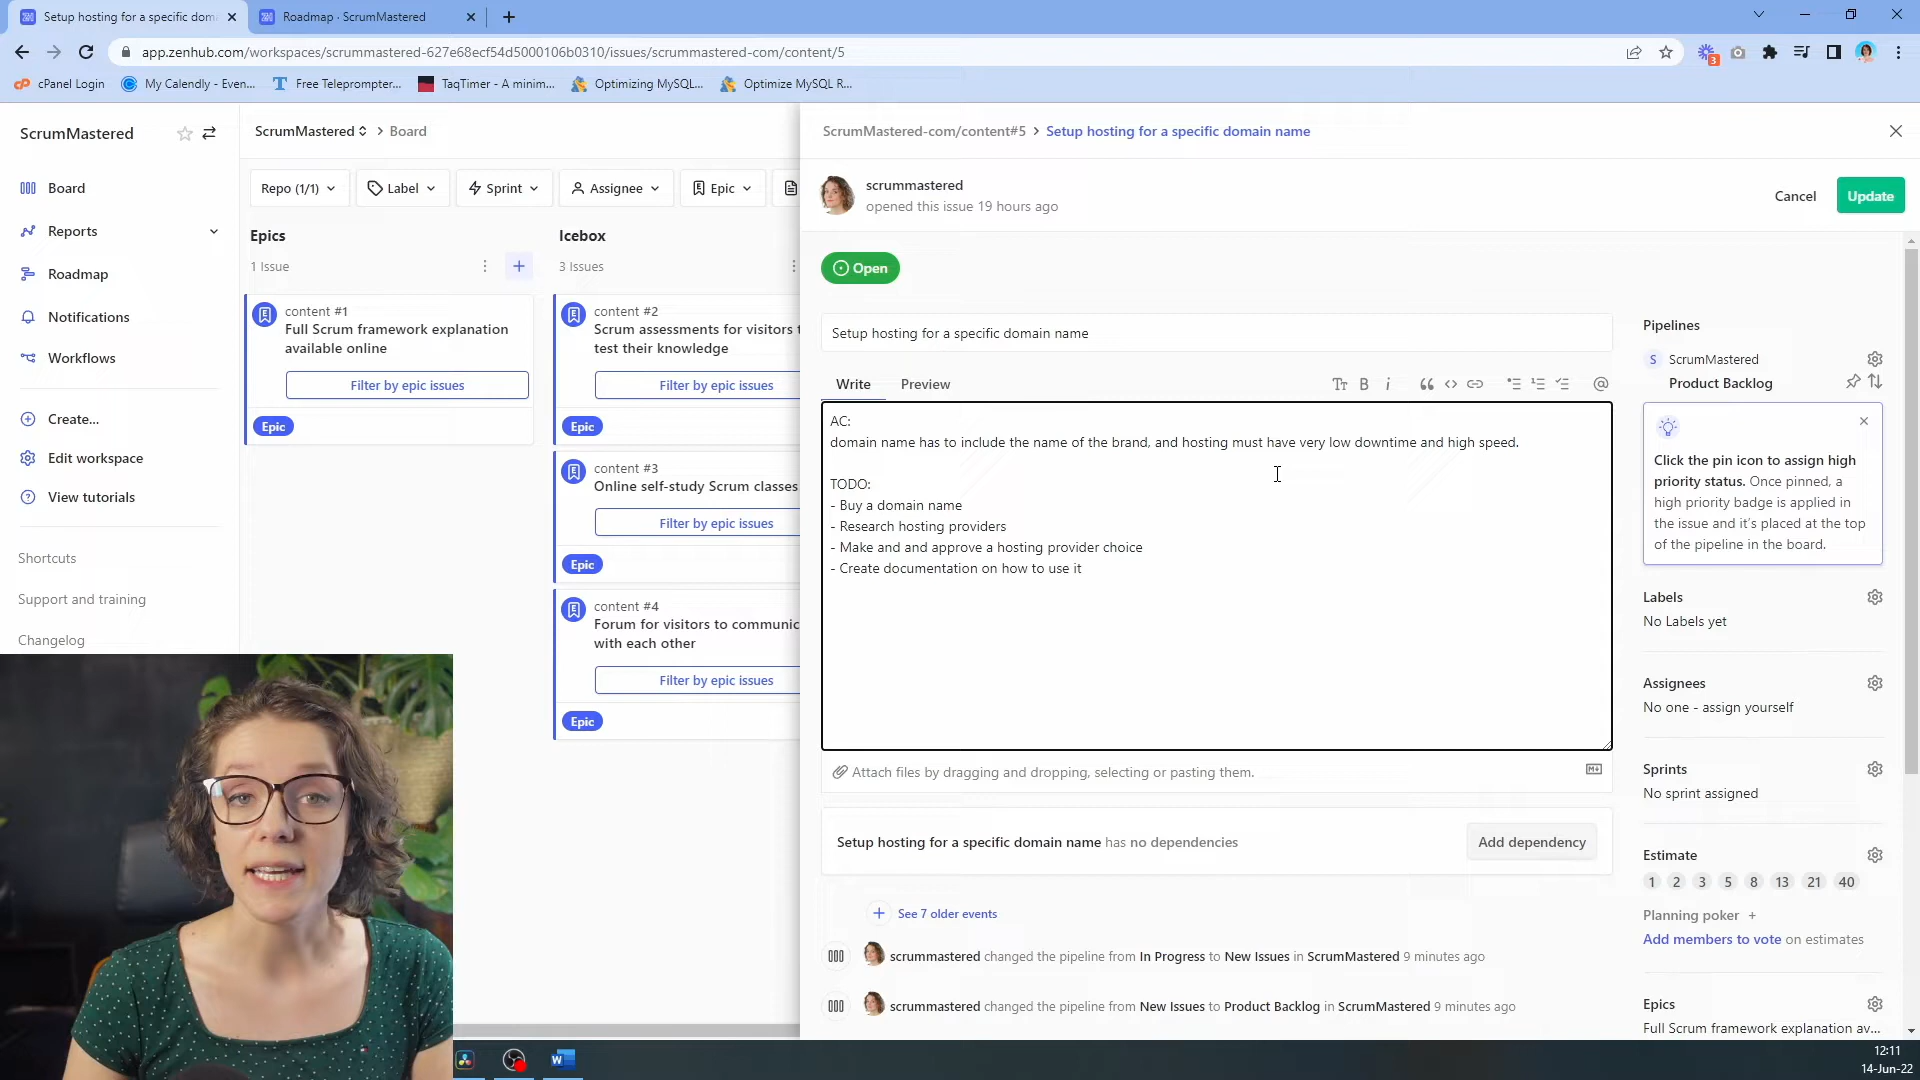 Setup hosting for a specific dom
Roadmap · ScrumMastered
app.zenhub.com/workspaces/scrummastered-627e68ecf54d5000106b0310/issues/scrummastered-com/content/5
3
cPanel Login
My Calendly - Even...
Free Teleprompter...
TaqTimer - A minim...
Optimizing MySQL...
Optimize MySQL R...
ScrumMastered
Board
Reports
Roadmap
Notifications
Workflows
Create...
Edit workspace
View tutorials
Shortcuts
Support and training
Changelog
ScrumMastered > Board
Repo (1/1)
Label
Sprint
Assignee
Epic
Epics
1 Issue
content #1
Full Scrum framework explanation
available online
Filter by epic issues
Epic
Icebox
3 Issues
content #2
Scrum assessments for visitors t
test their knowledge
Filter by epic issues
Epic
content #3
Online self-study Scrum classes
Filter by epic issues
Epic
content #4
Forum for visitors to communic
with each other
Filter by epic issues
Epic
ScrumMastered-com/content#5 > Setup hosting for a specific domain name
scrummastered
opened this issue 19 hours ago
Cancel
Update
Open
Setup hosting for a specific domain name
Write
Preview
AC:
domain name has to include the name of the brand, and hosting must have very low downtime and high speed.
TODO:
- Buy a domain name
- Research hosting providers
- Make and and approve a hosting provider choice
- Create documentation on how to use it
Attach files by dragging and dropping, selecting or pasting them.
Setup hosting for a specific domain name has no dependencies
Add dependency
See 7 older events
scrummastered changed the pipeline from In Progress to New Issues in ScrumMastered 9 minutes ago
scrummastered changed the pipeline from New Issues to Product Backlog in ScrumMastered 9 minutes ago
Pipelines
S ScrumMastered
Product Backlog
Click the pin icon to assign high
priority status. Once pinned, a
high priority badge is applied in
the issue and it's placed at the top
of the pipeline in the board.
Labels
No Labels yet
Assignees
No one - assign yourself
Sprints
No sprint assigned
Estimate
1 2 3 5 8 13 21 40
Planning poker +
Add members to vote on estimates
Epics
Full Scrum framework explanation av...
12:11
14-Jun-22